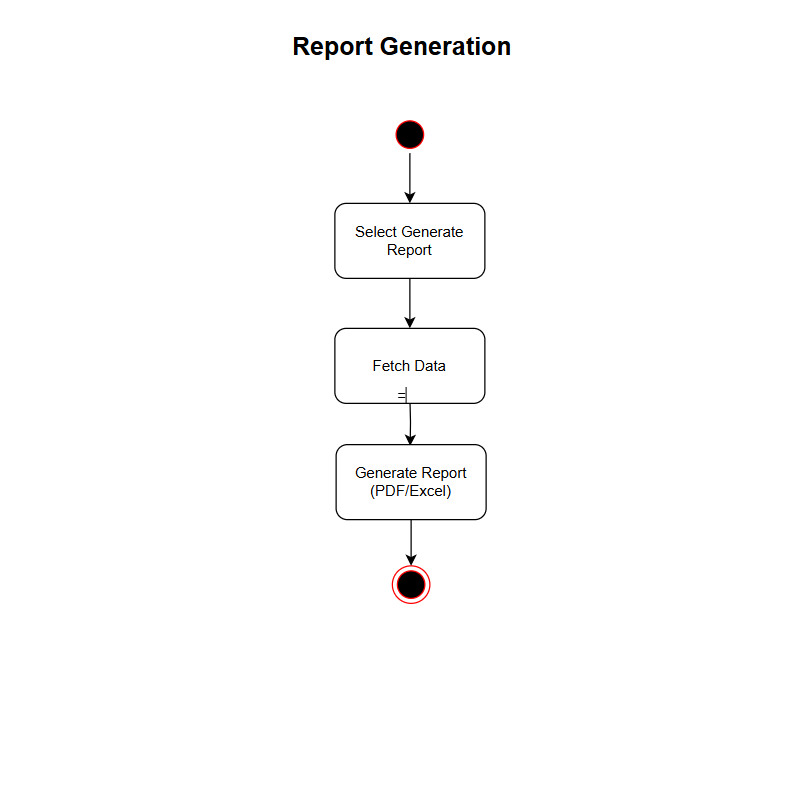 Report Generation
Select Generate
Report
Fetch Data
=
Generate Report
(PDF/Excel)